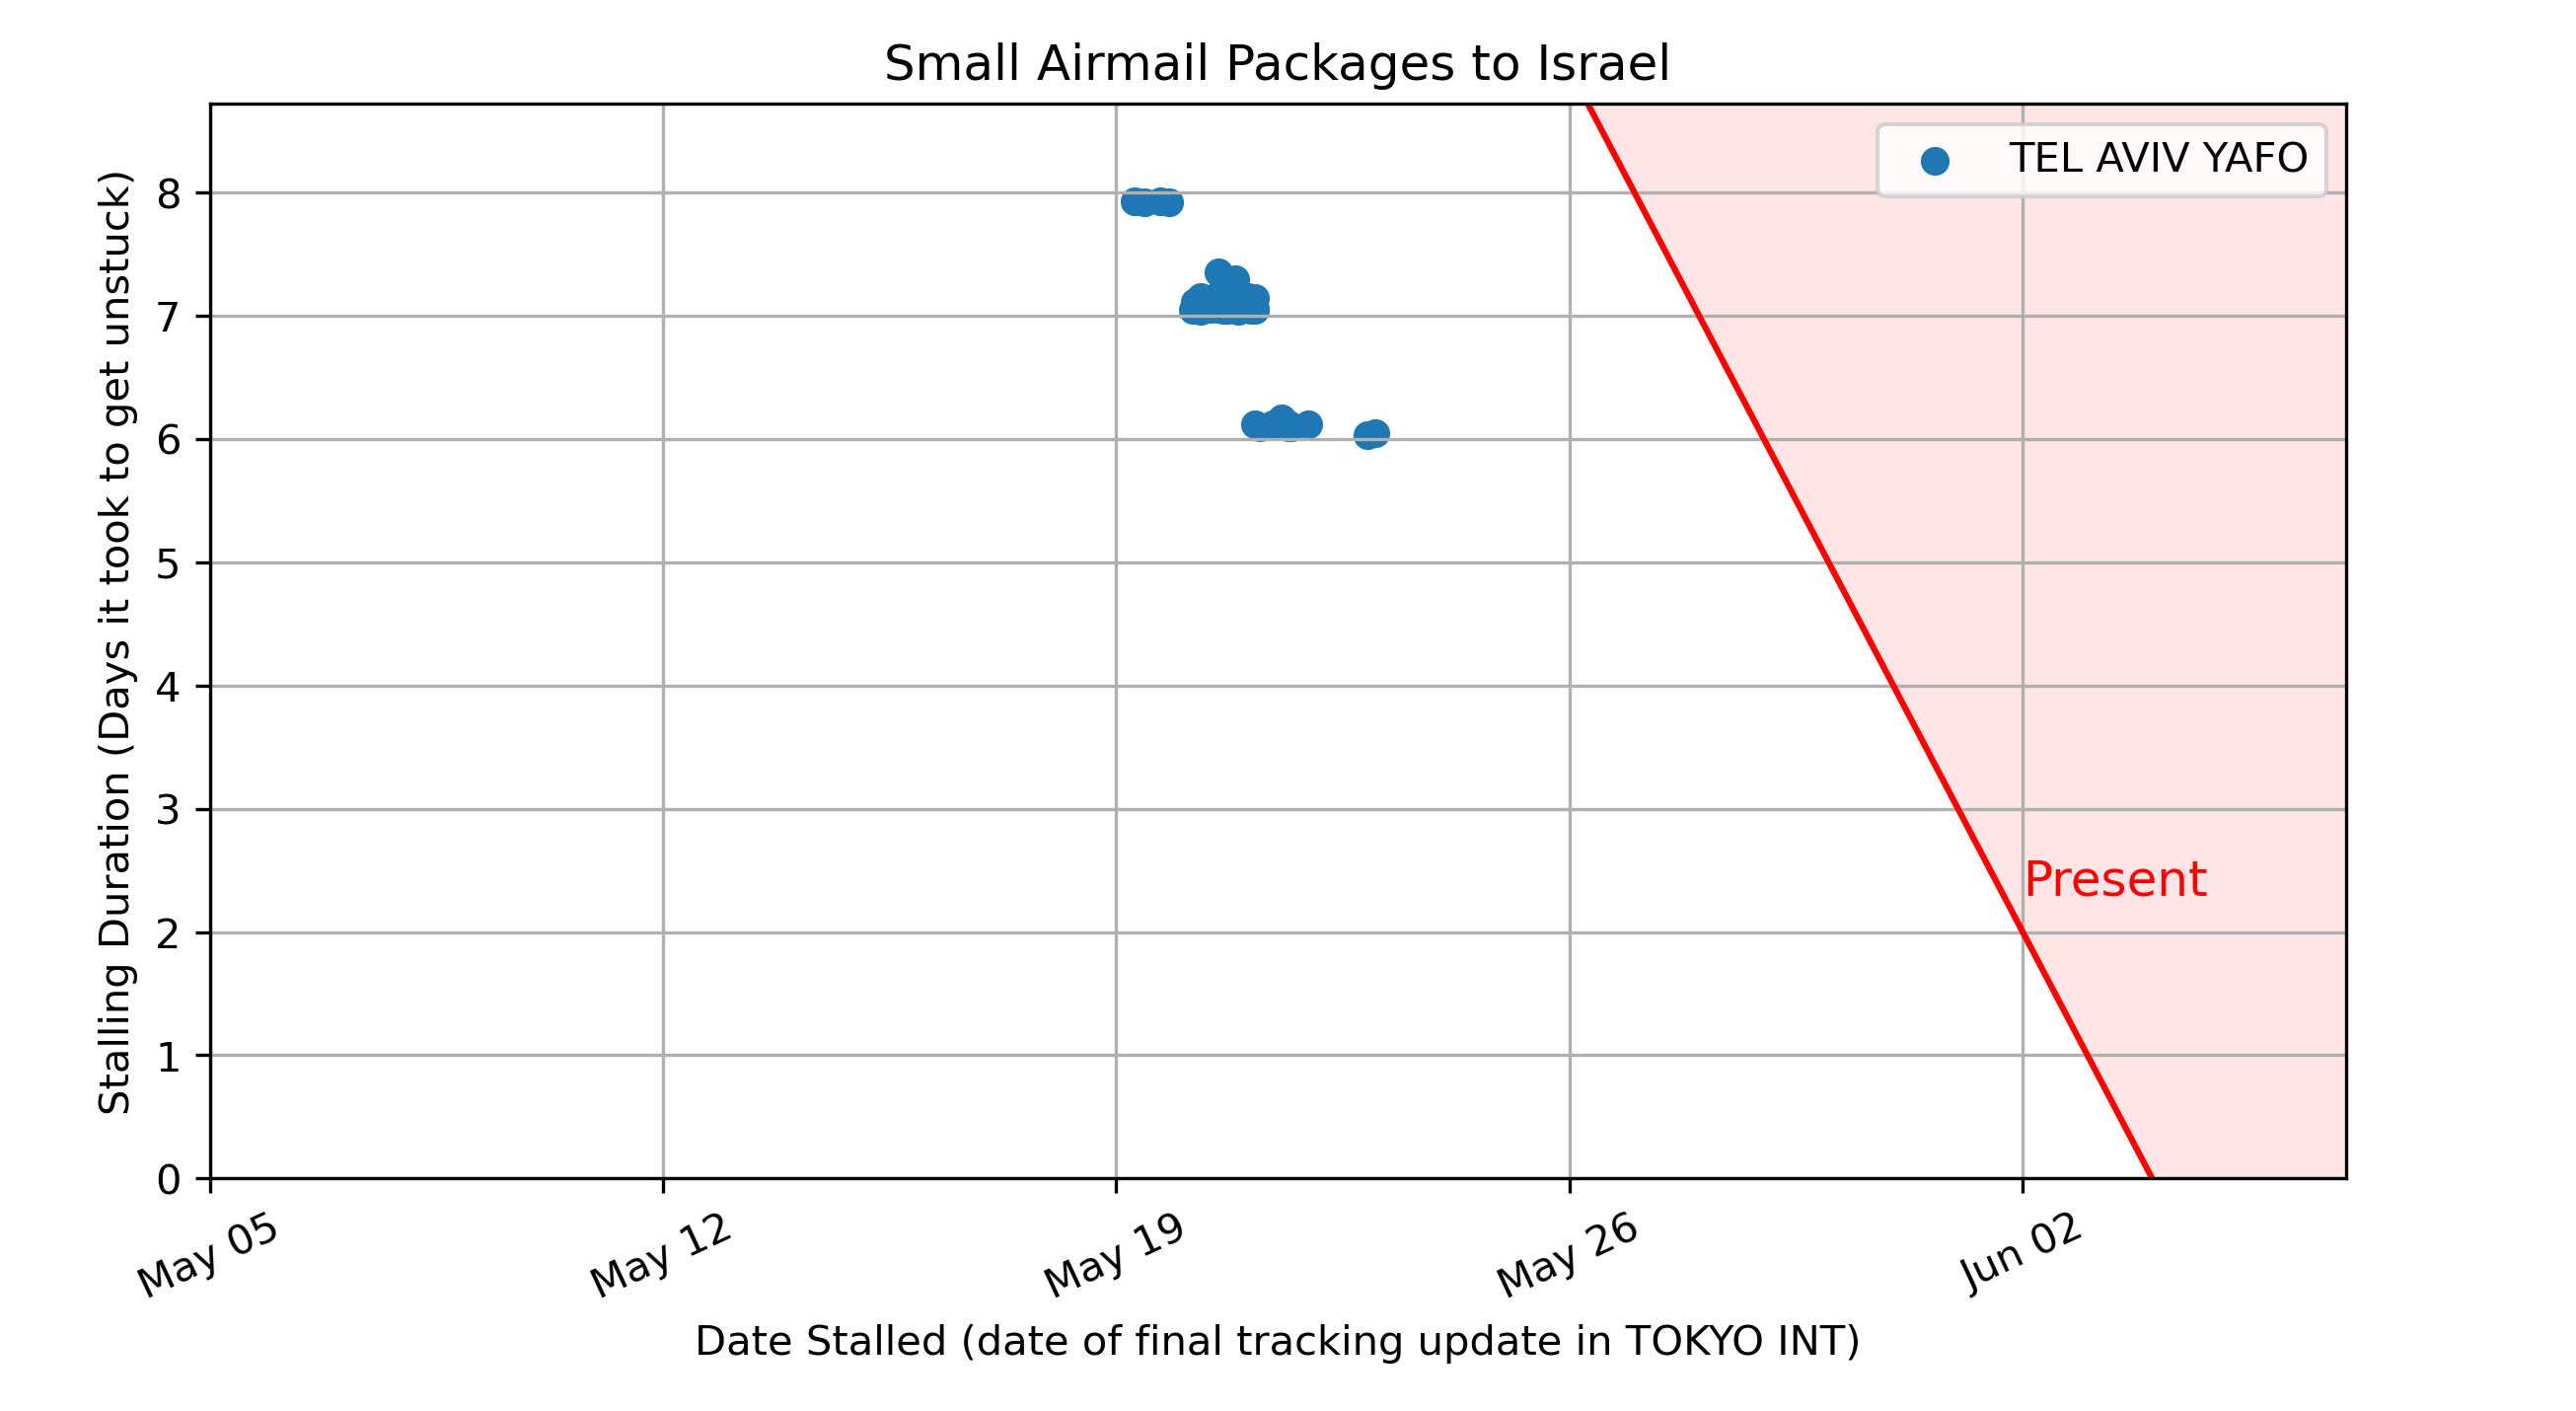 Small Airmail Packages to Israel
TEL AVIV YAFO
Stalling Duration (Days it took to get unstuck)
8
7
6
5
4
3
2
1
0
Present
May 05
May 12
May 19
May 26
Jun 02
Date Stalled (date of final tracking update in TOKYO INT)